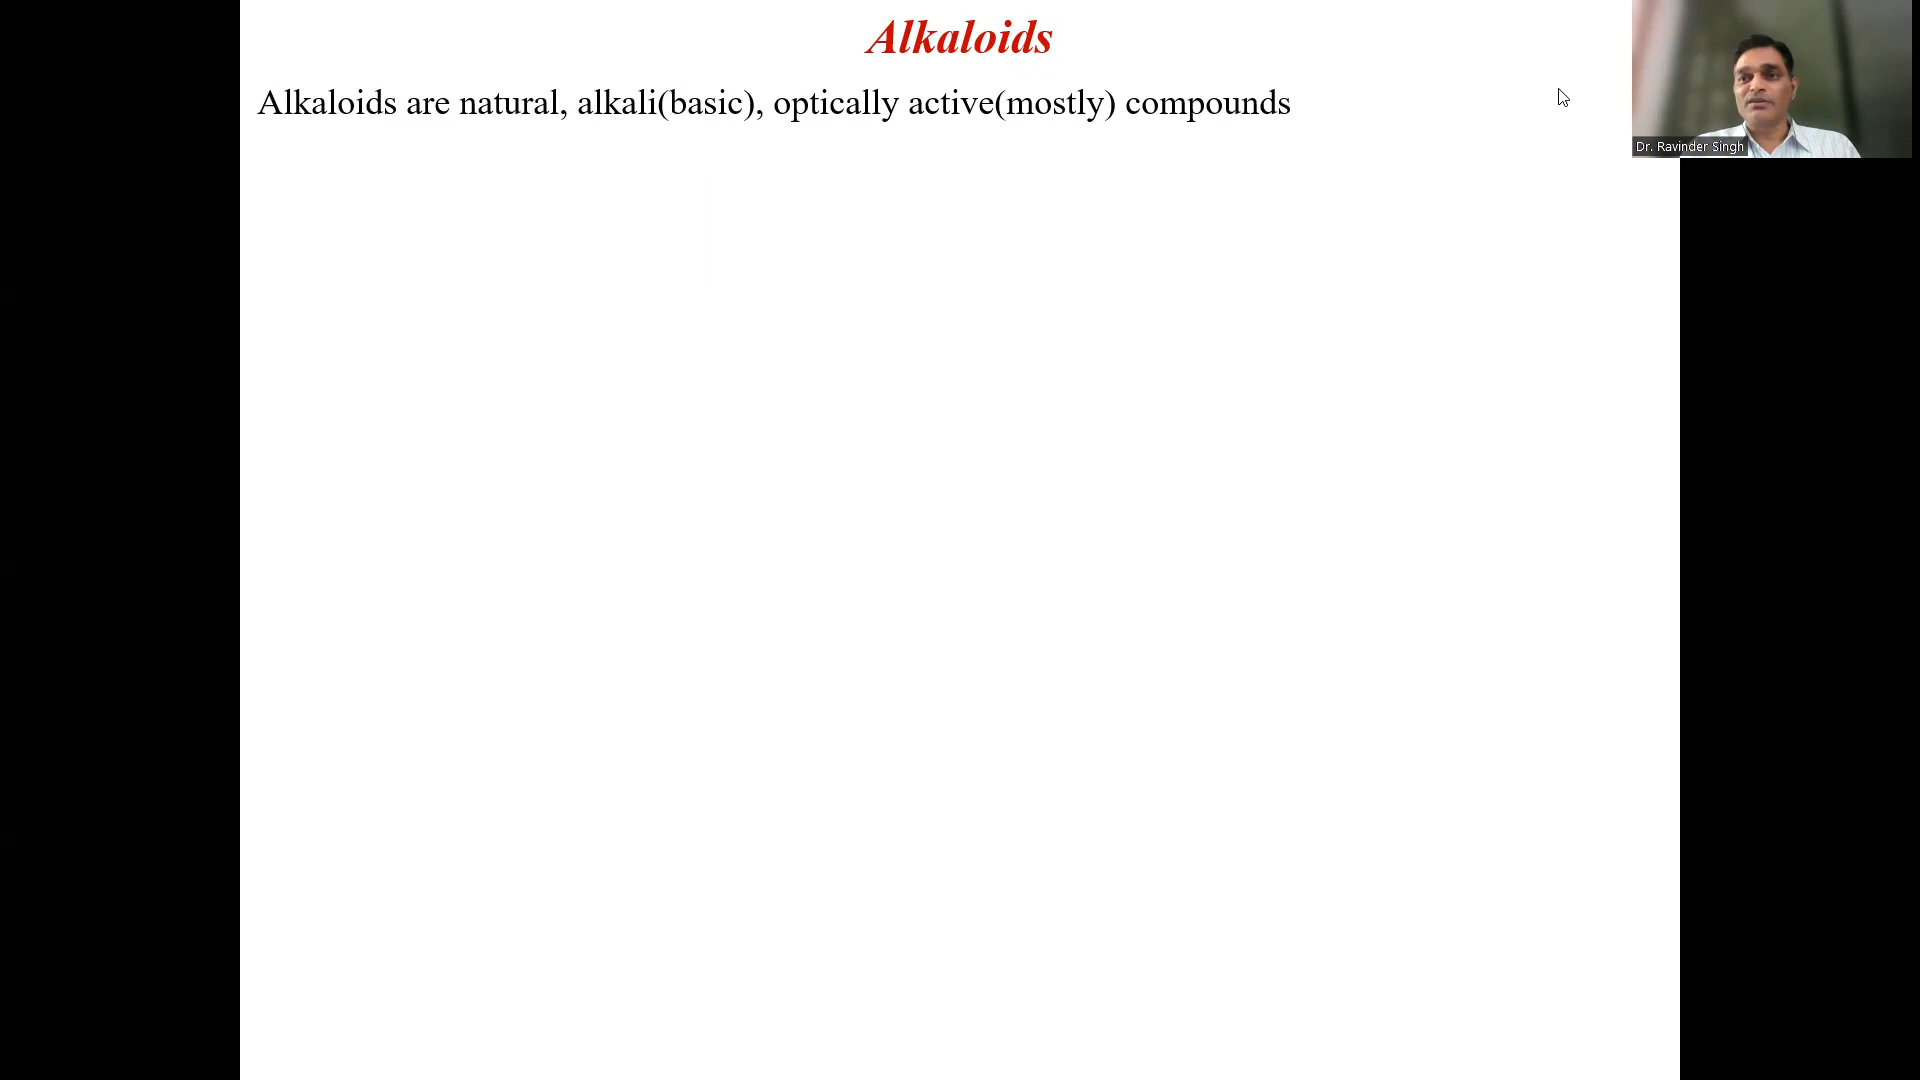 Alkaloids
Alkaloids are natural, alkali(basic), optically active(mostly) compounds
Dr. Ravinder Singh